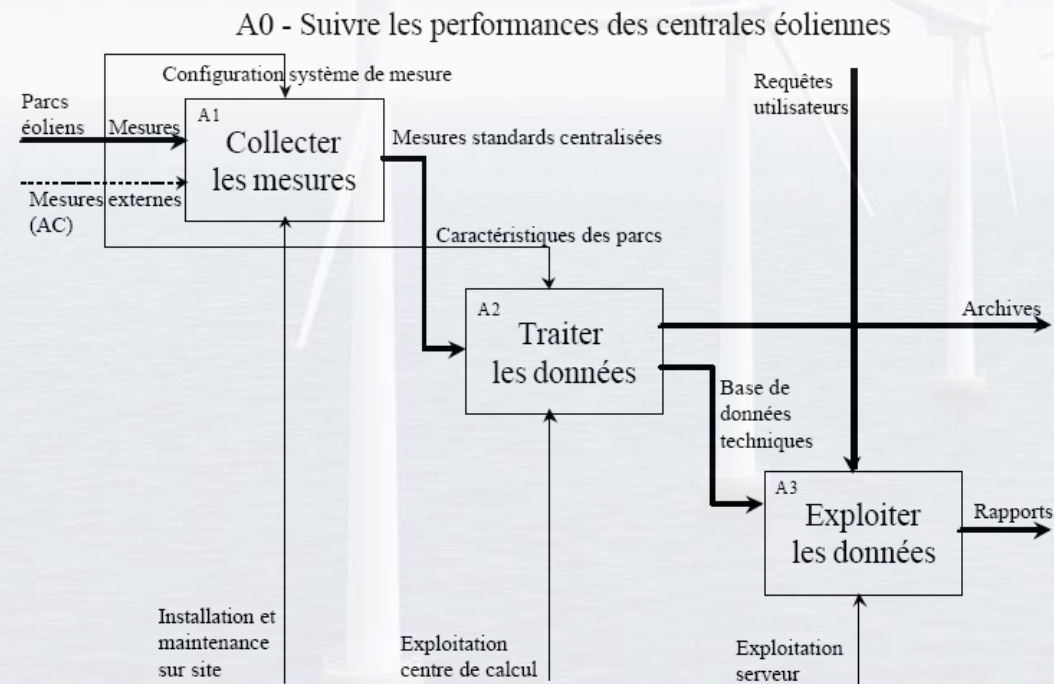 A0 - Suivre les performances des centrales éoliennes
Configuration système de mesure
Requêtes
utilisateurs
Parcs
éoliens
Mesures
A1
Collecter
les mesures
Mesures standards centralisées
Mesures externes
(AC)
Caractéristiques des parcs
A2
Traiter
les données
Archives
Base de
données
techniques
A3
Exploiter
les données
Rapports
Installation et
maintenance
sur site
Exploitation
centre de calcul
Exploitation
serveur